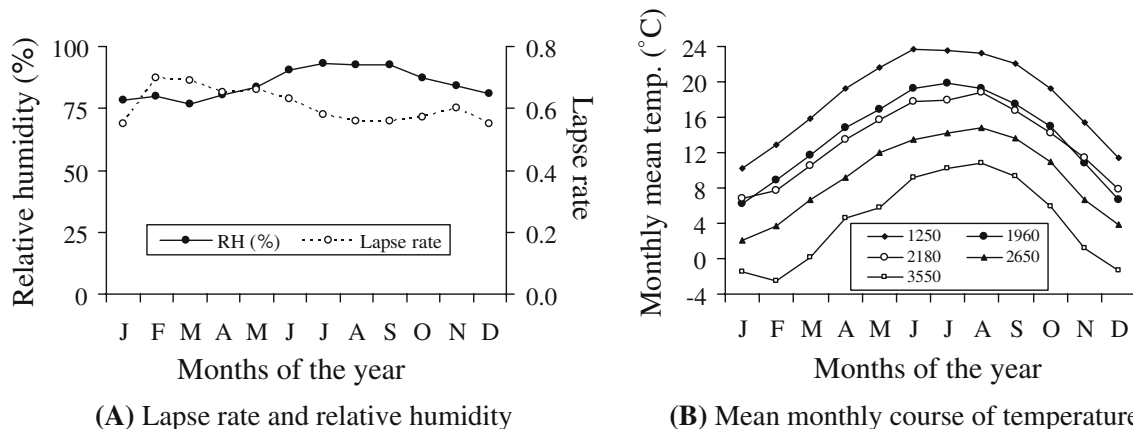 Relative humidity (%)
100
75
50
25
0
0.8
0.6
0.4
0.2
0.0
Lapse rate
RH (%) Lapse rate
J F M A M J J A S O N D
Months of the year
(A) Lapse rate and relative humidity
Monthly mean temp. (°C)
24
20
16
12
8
4
0
-4
1250 1960
2180 2650
3550
J F M A M J J A S O N D
Months of the year
(B) Mean monthly course of temperature